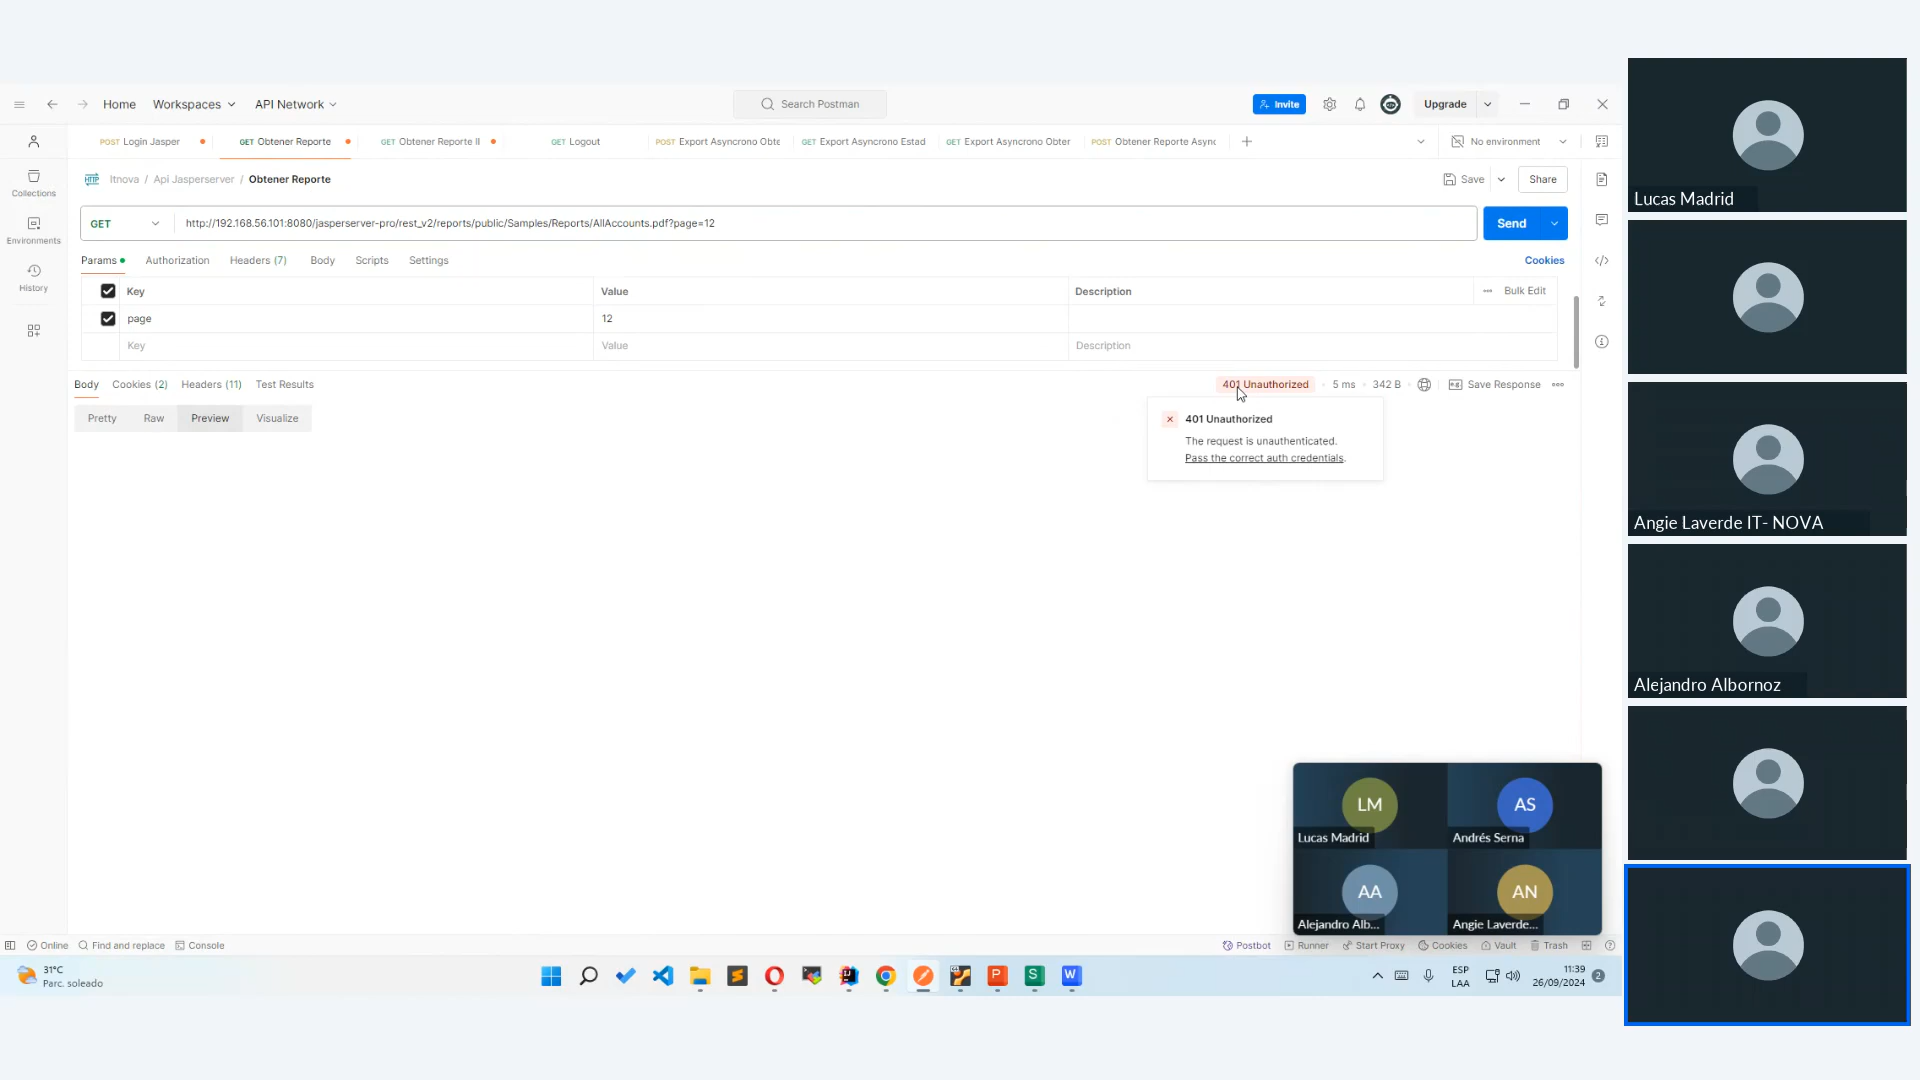 Home
Workspaces
API Network
Search Postman
Invite
Upgrade
POST Login Jasper
GET Obtener Reporte
GET Obtener Reporte II
GET Logout
POST Export Asyncrono Obte
GET Export Asyncrono Estad
GET Export Asyncrono Obter
POST Obtener Reporte Async
No environment
Collections
Environments
History
HTTP
Itnova / Api Jasperserver / Obtener Reporte
Save
Share
GET
http://192.168.56.101:8080/jasperserver-pro/rest_v2/reports/public/Samples/Reports/AllAccounts.pdf?page=12
Send
Params
Authorization
Headers (7)
Body
Scripts
Settings
Cookies
Key
Value
Description
Bulk Edit
page
12
Key
Value
Description
Body
Cookies (2)
Headers (11)
Test Results
401 Unauthorized
5 ms
342 B
Save Response
Pretty
Raw
Preview
Visualize
401 Unauthorized
The request is unauthenticated.
Pass the correct auth credentials.
LM
Lucas Madrid
AS
Andrés Serna
AA
Alejandro Alb...
AN
Angie Laverde...
Online
Find and replace
Console
Postbot
Runner
Start Proxy
Cookies
Vault
Trash
31°C
Parc. soleado
ESP
LAA
11:39
26/09/2024
2
Lucas Madrid
Angie Laverde IT- NOVA
Alejandro Albornoz